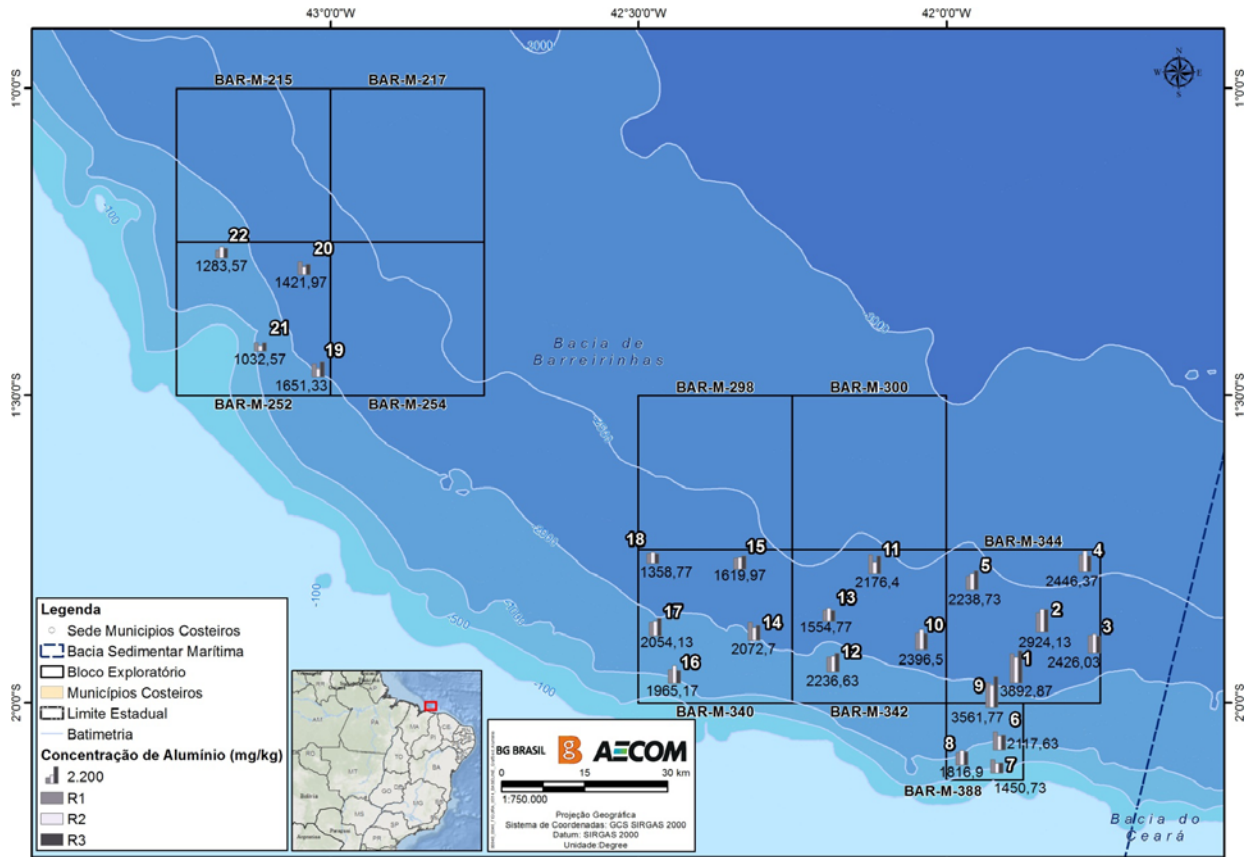 43°0'0"W
42°30'0"W
42°0'0"W
1°0'0"S
1°0'0"S
1°30'0"S
1°30'0"S
2°0'0"S
2°0'0"S
N
W
E
S
3000
BAR-M-215
BAR-M-217
-100
22
1283,57
20
1421,97
21
1032,57
19
1651,33
BAR-M-252
BAR-M-254
Bacia de
Barreirinhas
BAR-M-298
BAR-M-300
BAR-M-344
18
1358,77
15
1619,97
11
2176,4
5
2238,73
4
2446,37
17
2054,13
14
2072,7
13
1554,77
10
2396,5
2
2924,13
3
2426,03
16
1965,17
12
2236,63
1
3892,87
9
3561,77
BAR-M-340
BAR-M-342
6
2117,63
8
1816,9
7
1450,73
BAR-M-388
-100
-500
-100
Bacia do
Ceará
Legenda
Sede Municipios Costeiros
Bacia Sedimentar Marítima
Bloco Exploratório
Municípios Costeiros
Limite Estadual
Batimetria
Concentração de Alumínio (mg/kg)
2.200
R1
R2
R3
BG BRASIL
BG
AECOM
0 15 30 km
1:750.000
Projeção Geográfica
Sistema de Coordenadas: GCS SIRGAS 2000
Datum: SIRGAS 2000
Unidade:Degree